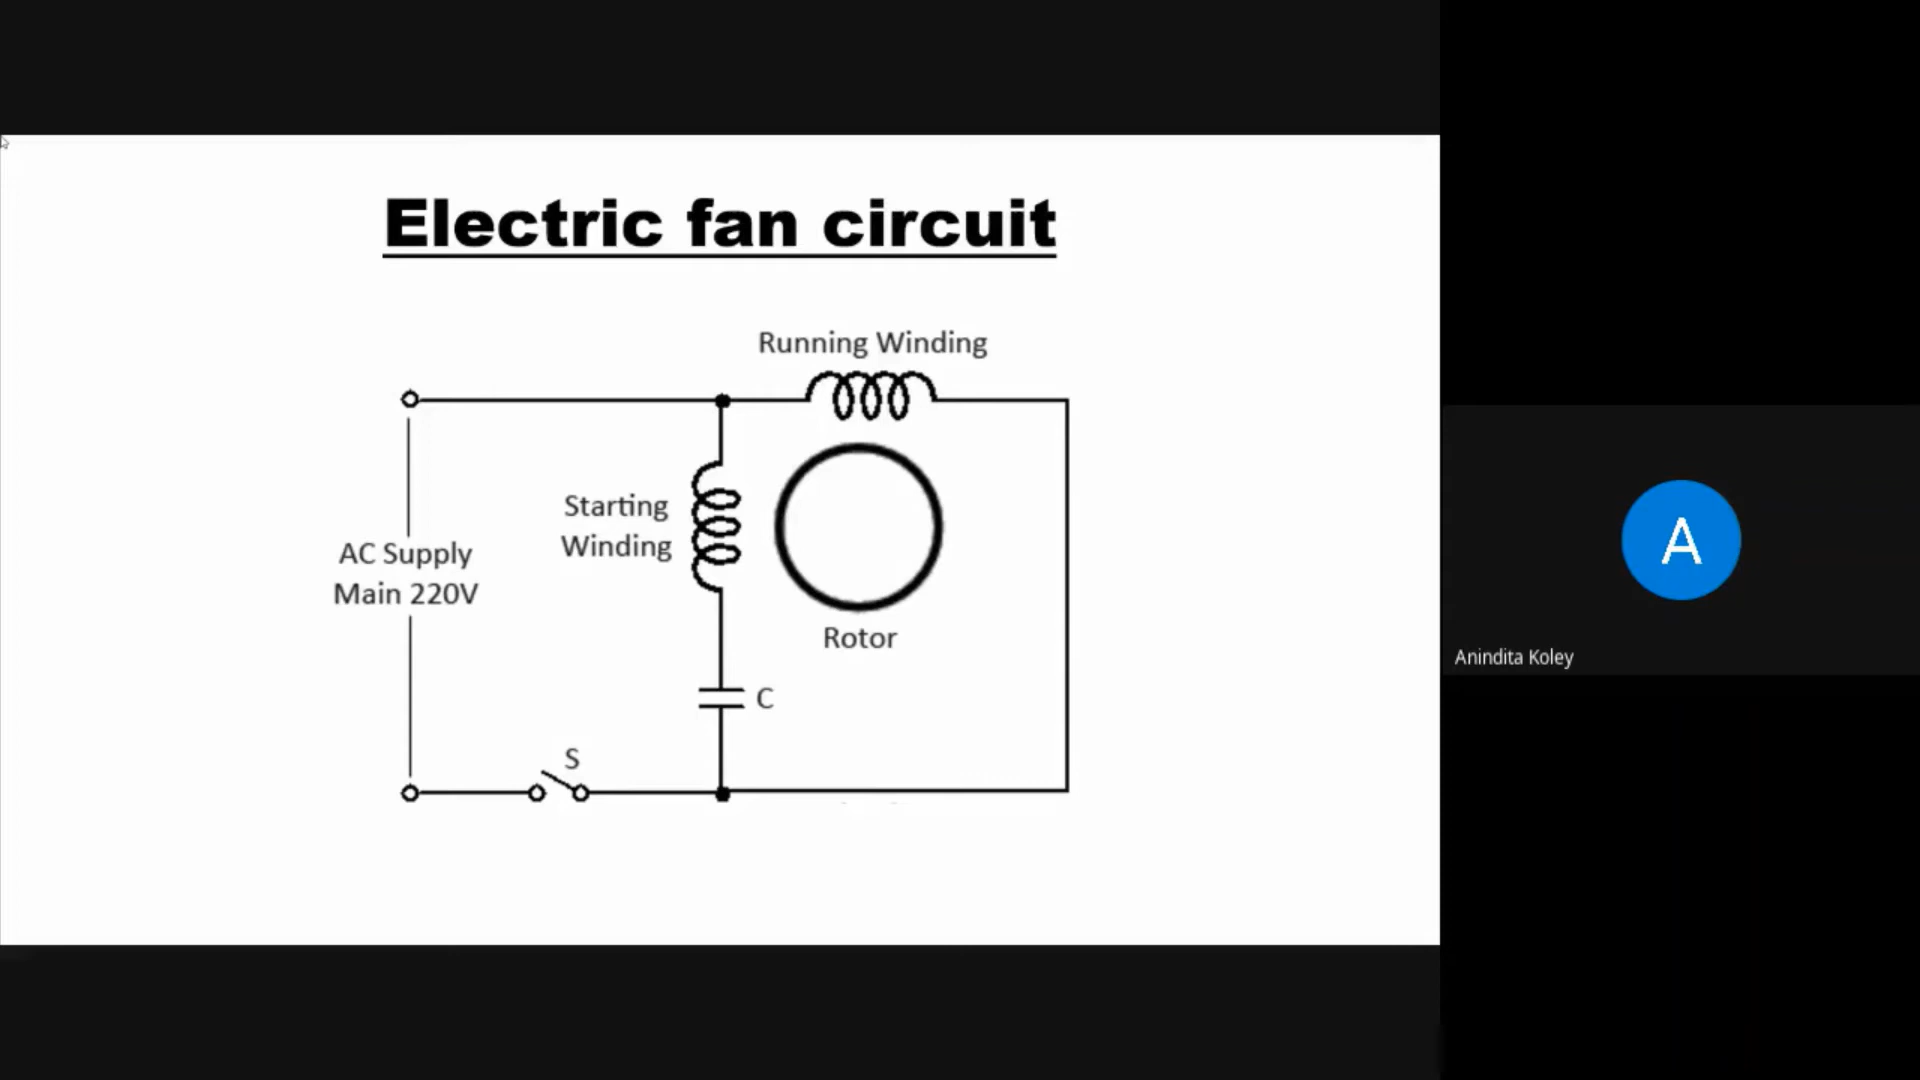 Electric fan circuit
Running Winding
Starting
Winding
AC Supply
Main 220V
Rotor
C
S
A
Anindita Koley